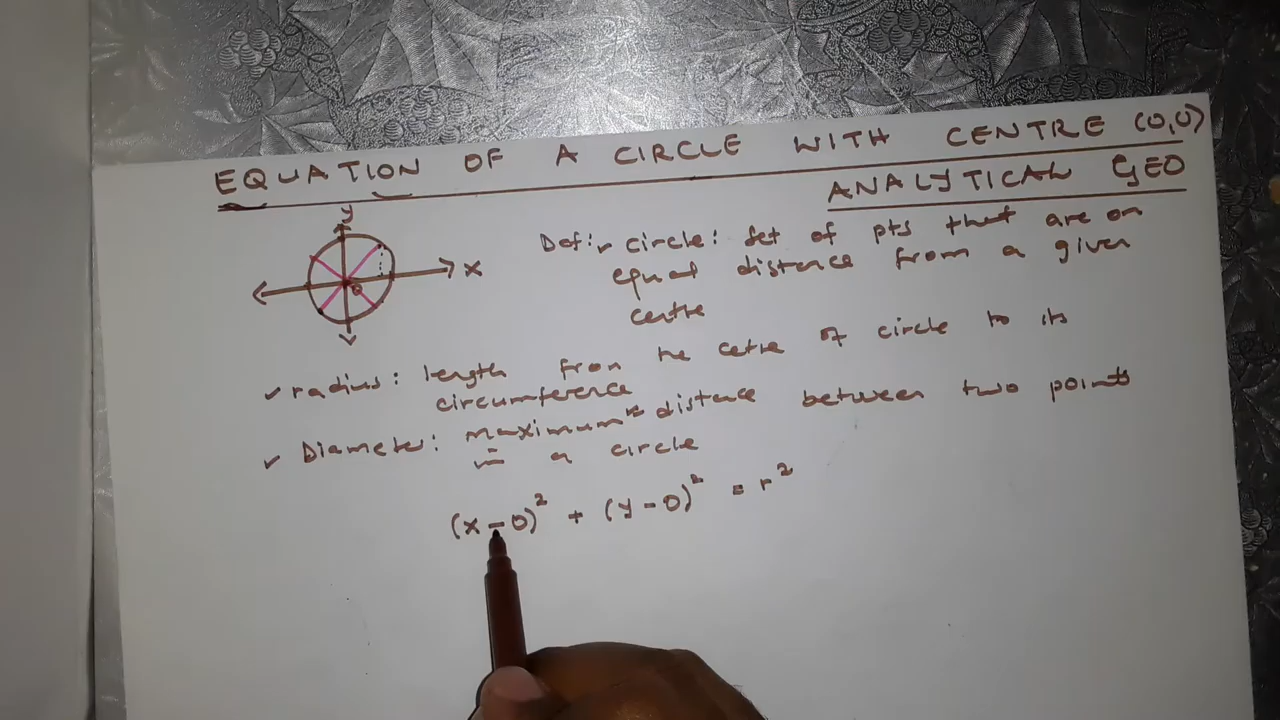 EQUATION OF A CIRCLE WITH CENTRE (0,0)
ANALYTICAL GEO
y
x
0
Def: circle: set of pts that are on
equal distance from a given
centre
✓ radius: length from the cetre of circle to its
circumference
✓ Diameter: maximum distance between two points
in a circle
(x-0)² + (y-0)² = r²